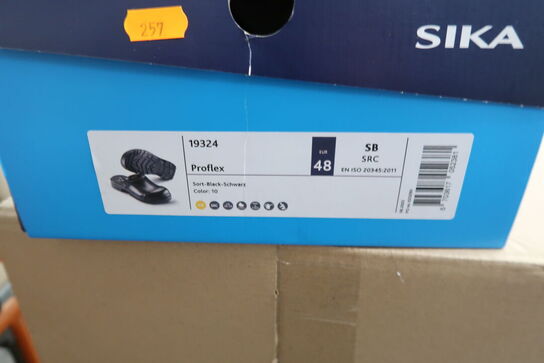 257
SIKA
19324
Proflex
Sort-Black-Schwarz
Color: 10
EUR
48
SB
SRC
EN ISO 20345:2011